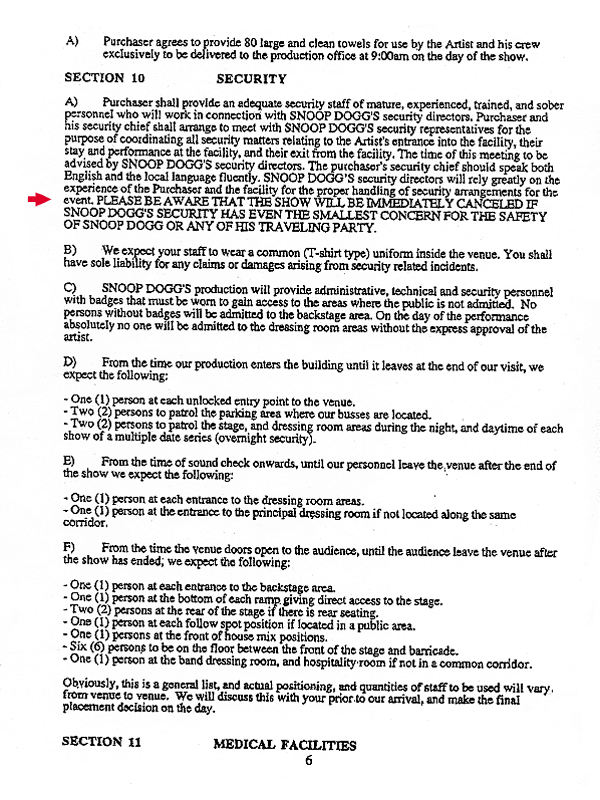 A) Purchaser agrees to provide 80 large and clean towels for use by the Artist and his crew
exclusively to be delivered to the production office at 9:00am on the day of the show.
SECTION 10 SECURITY
A) Purchaser shall provide an adequate security staff of mature, experienced, trained, and sober
personnel who will work in connection with SNOOP DOGG'S security directors. Purchaser and
his security chief shall arrange to meet with SNOOP DOGG'S security representatives for the
purpose of coordinating all security matters relating to the Artist's entrance into the facility, their
stay and performance at the facility, and their exit from the facility. The time of this meeting to be
advised by SNOOP DOGG'S security directors. The purchaser's security chief should speak both
English and the local language fluently. SNOOP DOGG'S security directors will rely greatly on the
experience of the Purchaser and the facility for the proper handling of security arrangements for the
event. PLEASE BE AWARE THAT THE SHOW WILL BE IMMEDIATELY CANCELED IF
SNOOP DOGG'S SECURITY HAS EVEN THE SMALLEST CONCERN FOR THE SAFETY
OF SNOOP DOGG OR ANY OF HIS TRAVELING PARTY.
B) We expect your staff to wear a common (T-shirt type) uniform inside the venue. You shall
have sole liability for any claims or damages arising from security related incidents.
C) SNOOP DOGG'S production will provide administrative, technical and security personnel
with badges that must be worn to gain access to the areas where the public is not admitted. No
persons without badges will be admitted to the backstage area. On the day of the performance
absolutely no one will be admitted to the dressing room areas without the express approval of the
artist.
D) From the time our production enters the building until it leaves at the end of our visit, we
expect the following:
- One (1) person at each unlocked entry point to the venue.
- Two (2) persons to patrol the parking area where our busses are located.
- Two (2) persons to patrol the stage, and dressing room areas during the night, and daytime of each
show of a multiple date series (overnight security).
E) From the time of sound check onwards, until our personnel leave the venue after the end of
the show we expect the following:
- One (1) person at each entrance to the dressing room areas.
- One (1) person at the entrance to the principal dressing room if not located along the same
corridor.
F) From the time the venue doors open to the audience, until the audience leave the venue after
the show has ended; we expect the following:
- One (1) person at each entrance to the backstage area.
- One (1) person at the bottom of each ramp giving direct access to the stage.
- Two (2) persons at the rear of the stage if there is rear seating.
- One (1) person at each follow spot position if located in a public area.
- One (1) persons at the front of house mix positions.
- Six (6) persons to be on the floor between the front of the stage and barricade.
- One (1) person at the band dressing room, and hospitality room if not in a common corridor.
Obviously, this is a general list, and actual positioning, and quantities of staff to be used will vary
from venue to venue. We will discuss this with your prior to our arrival, and make the final
placement decision on the day.
SECTION 11 MEDICAL FACILITIES
6